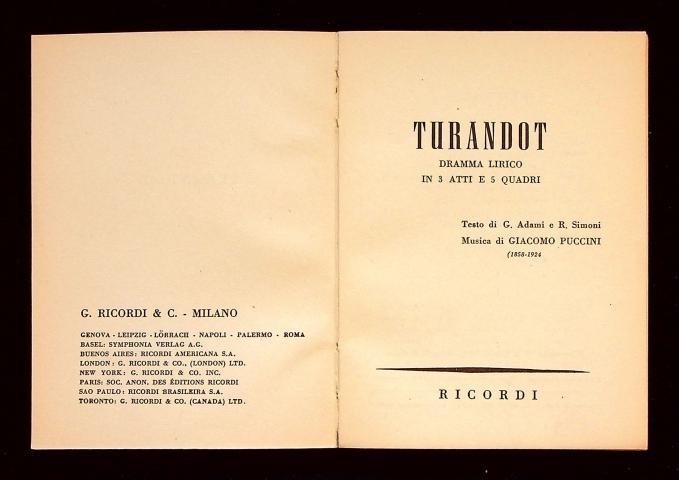 G. RICORDI & C. - MILANO
GENOVA - LEIPZIG - LÖRRACH - NAPOLI - PALERMO - ROMA
BASEL: SYMPHONIA VERLAG A.G.
BUENOS AIRES: RICORDI AMERICANA S.A.
LONDON: G. RICORDI & CO., (LONDON) LTD.
NEW YORK: G. RICORDI & CO. INC.
PARIS: SOC. ANON. DES ÉDITIONS RICORDI
SAO PAULO: RICORDI BRASILEIRA S.A.
TORONTO: G. RICORDI & CO. (CANADA) LTD.
TURANDOT
DRAMMA LIRICO
IN 3 ATTI E 5 QUADRI
Testo di G. Adami e R. Simoni
Musica di GIACOMO PUCCINI
(1858-1924
RICORDI